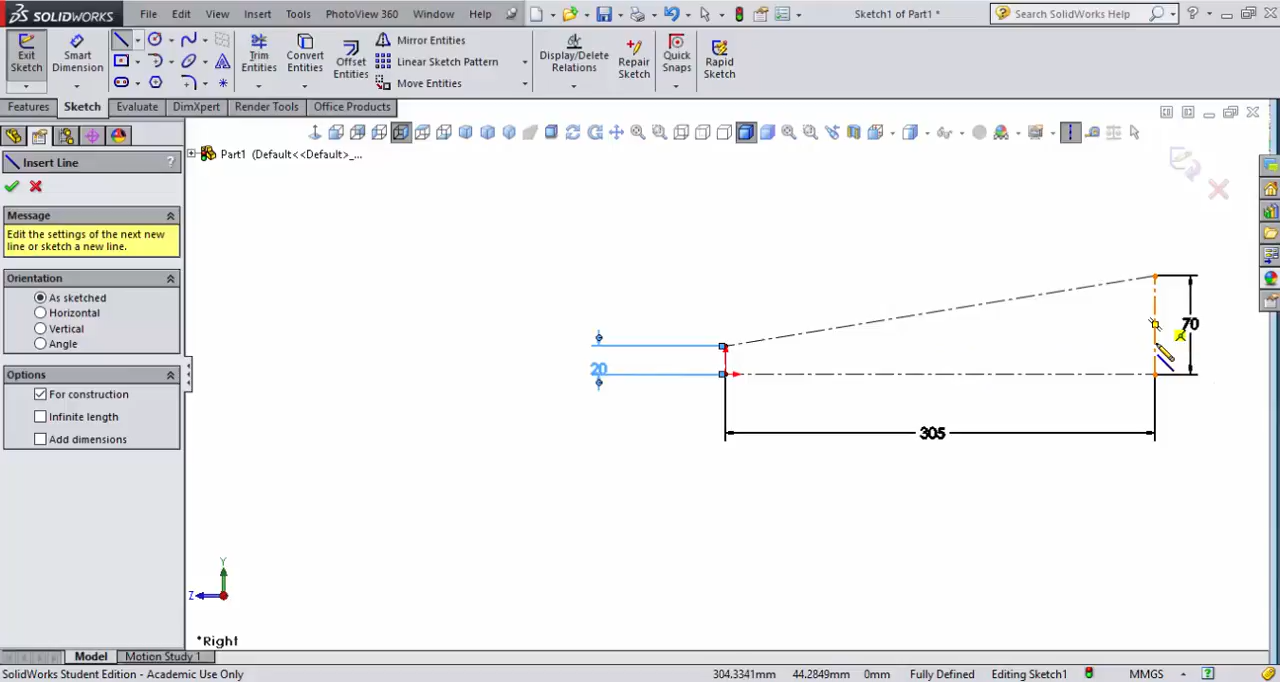 SOLIDWORKS File Edit View Insert Tools PhotoView 360 Window Help Sketch1 of Part1 * Search SolidWorks Help
Exit Sketch
Smart Dimension
Trim Entities
Convert Entities
Offset Entities
Mirror Entities
Linear Sketch Pattern
Move Entities
Display/Delete Relations
Repair Sketch
Quick Snaps
Rapid Sketch
Features Sketch Evaluate DimXpert Render Tools Office Products
Part1 (Default<<Default>_...
Insert Line ?
Message
Edit the settings of the next new
line or sketch a new line.
Orientation
As sketched
Horizontal
Vertical
Angle
Options
For construction
Infinite length
Add dimensions
70
20
305
Y
Z
*Right
Model Motion Study 1
SolidWorks Student Edition - Academic Use Only 304.3341mm 44.2849mm 0mm Fully Defined Editing Sketch1 MMGS ?